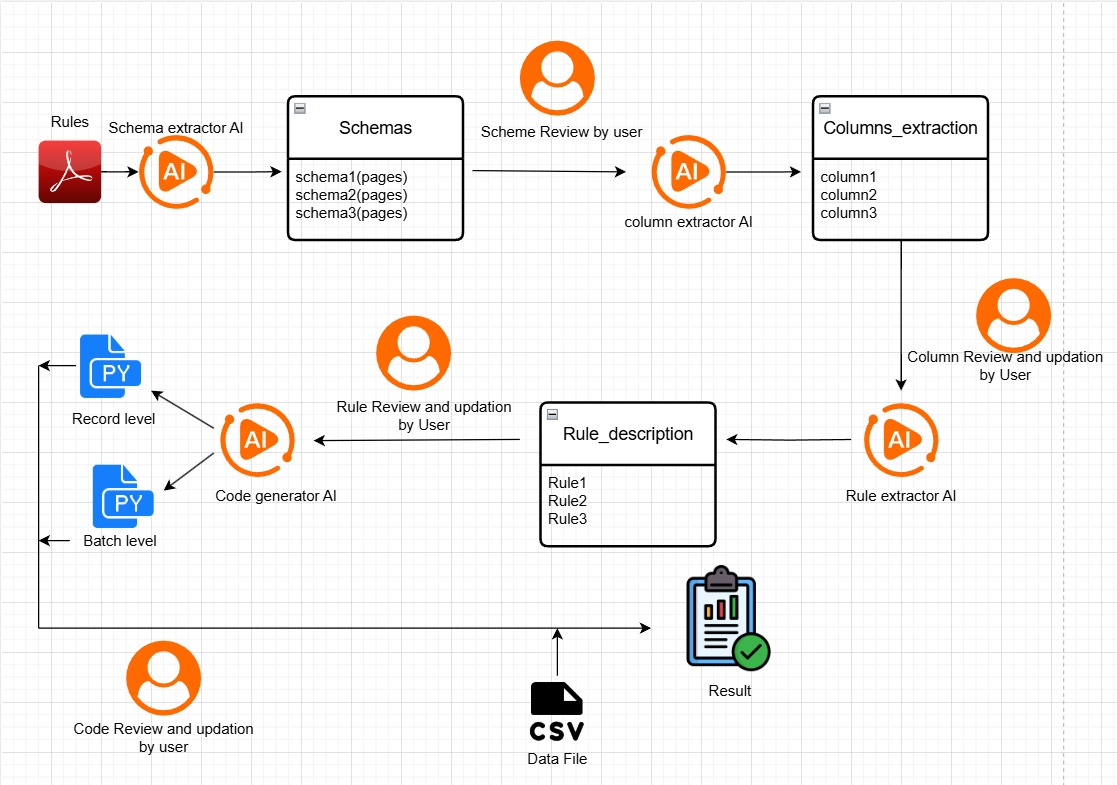 Rules
Schema extractor AI
AI
Schemas
schema1(pages)
schema2(pages)
schema3(pages)
Scheme Review by user
AI
column extractor AI
Columns_extraction
column1
column2
column3
Column Review and updation
by User
AI
Rule extractor AI
Rule_description
Rule1
Rule2
Rule3
Rule Review and updation
by User
AI
Code generator AI
PY
Record level
PY
Batch level
Code Review and updation
by user
CSV
Data File
Result